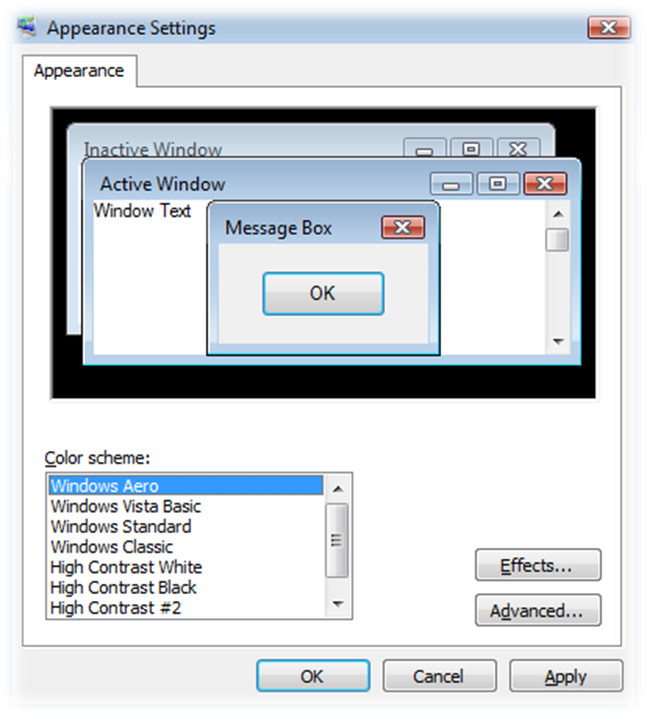 Appearance Settings
Appearance
Inactive Window
Active Window
Window Text
Message Box
OK
Color scheme:
Windows Aero
Windows Vista Basic
Windows Standard
Windows Classic
High Contrast White
High Contrast Black
High Contrast #2
Effects...
Advanced...
OK
Cancel
Apply